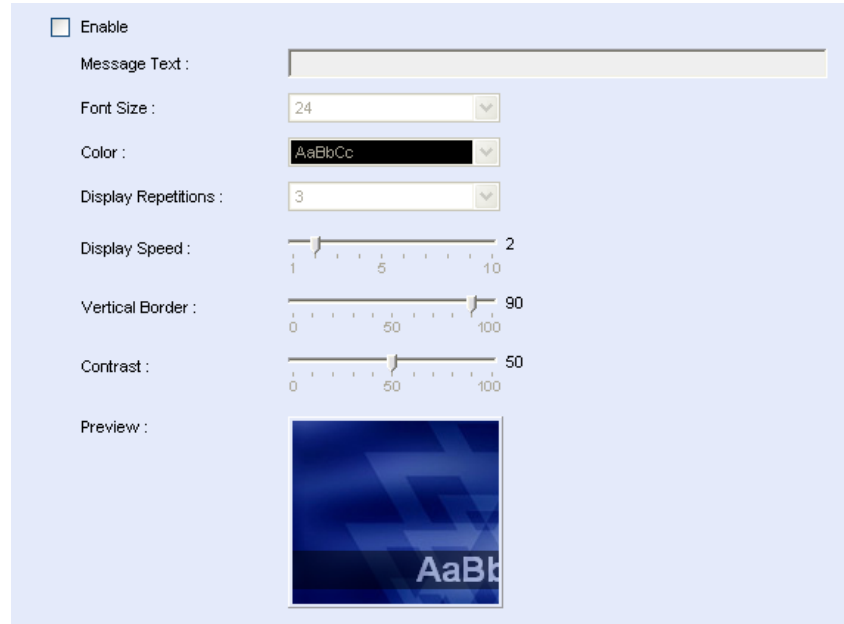 Enable
Message Text :
Font Size : 24
Color : AaBbCc
Display Repetitions : 3
Display Speed : 2
1 5 10
Vertical Border : 90
0 50 100
Contrast : 50
0 50 100
Preview :
AaBb